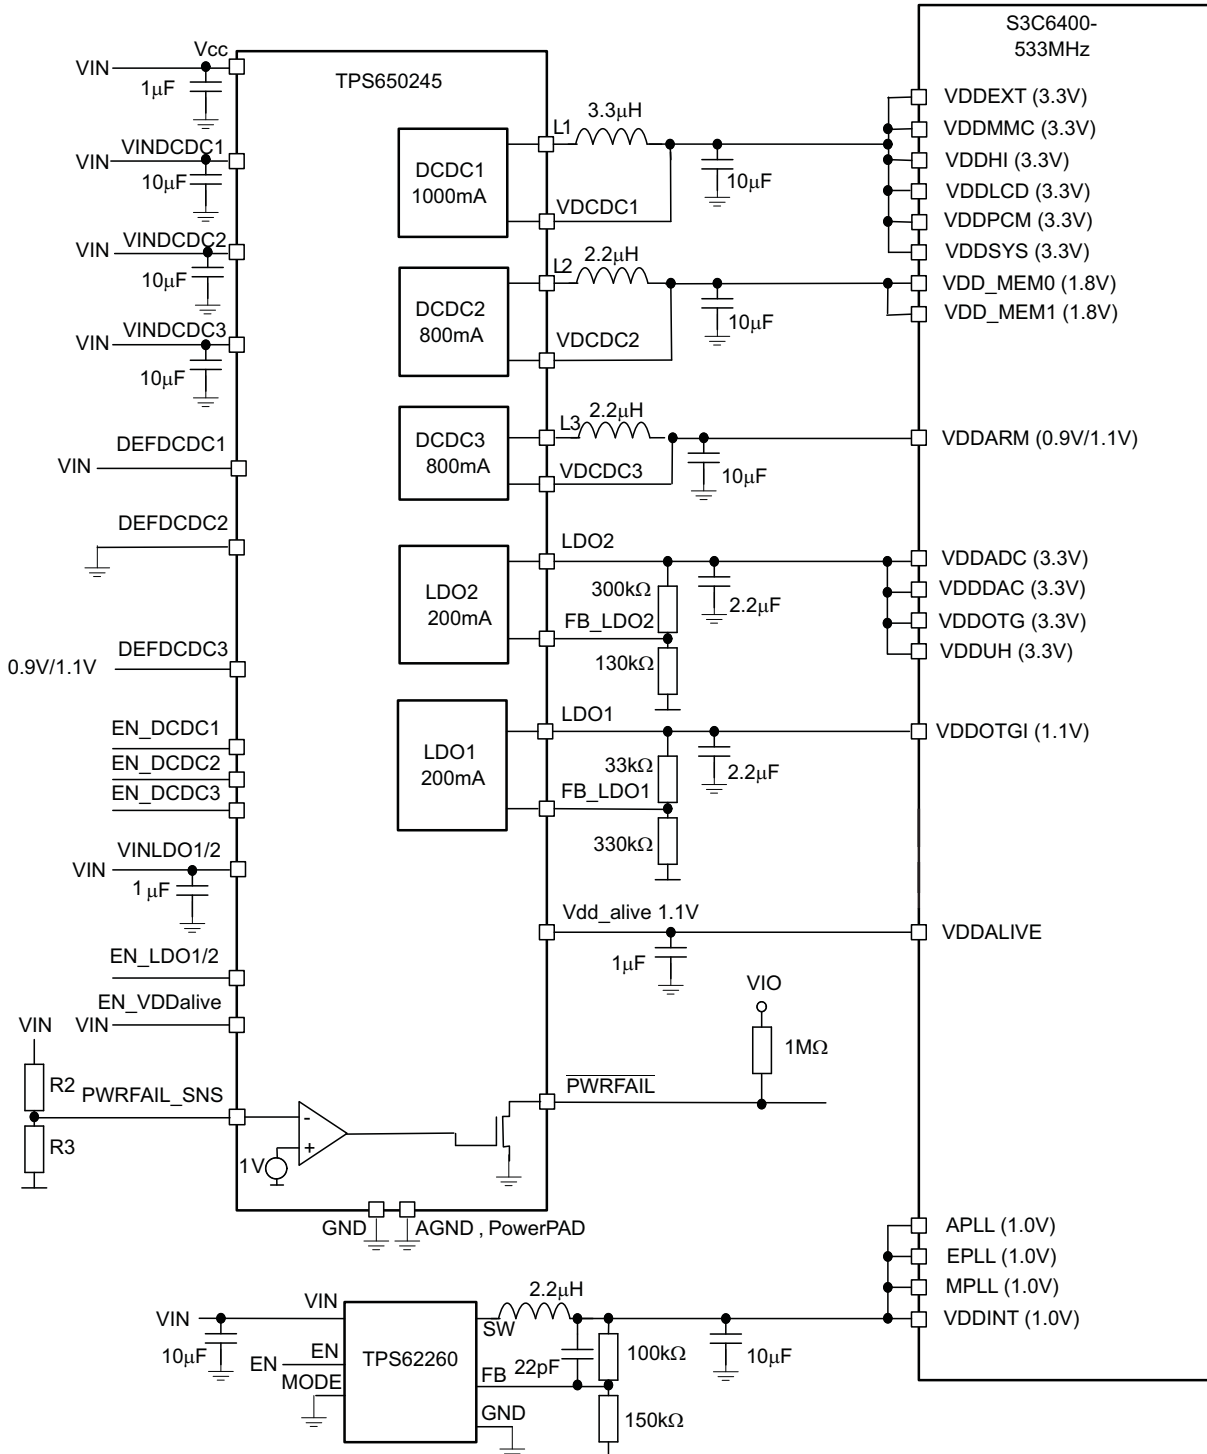 S3C6400-
533MHz
TPS650245
Vcc
VIN
1μF
VINDCDC1
VIN
10μF
VINDCDC2
VIN
10μF
VINDCDC3
VIN
10μF
DEFDCDC1
VIN
DEFDCDC2
DEFDCDC3
0.9V/1.1V
EN_DCDC1
EN_DCDC2
EN_DCDC3
VINLDO1/2
VIN
1 μF
EN_LDO1/2
EN_VDDalive
VIN
VIN
R2
PWRFAIL_SNS
R3
1V
-
+
GND
AGND , PowerPAD
DCDC1
1000mA
L1
3.3μH
VDCDC1
10μF
DCDC2
800mA
L2
2.2μH
VDCDC2
10μF
DCDC3
800mA
L3
2.2μH
VDCDC3
10μF
LDO2
200mA
LDO2
300kΩ
FB_LDO2
2.2μF
130kΩ
LDO1
200mA
LDO1
33kΩ
FB_LDO1
2.2μF
330kΩ
Vdd_alive 1.1V
1μF
VIO
1MΩ
PWRFAIL
VDDEXT (3.3V)
VDDMMC (3.3V)
VDDHI (3.3V)
VDDLCD (3.3V)
VDDPCM (3.3V)
VDDSYS (3.3V)
VDD_MEM0 (1.8V)
VDD_MEM1 (1.8V)
VDDARM (0.9V/1.1V)
VDDADC (3.3V)
VDDDAC (3.3V)
VDDOTG (3.3V)
VDDUH (3.3V)
VDDOTGI (1.1V)
VDDALIVE
APLL (1.0V)
EPLL (1.0V)
MPLL (1.0V)
VDDINT (1.0V)
VIN
VIN
10μF
EN
EN
MODE
TPS62260
SW
2.2μH
FB
GND
22pF
100kΩ
150kΩ
10μF